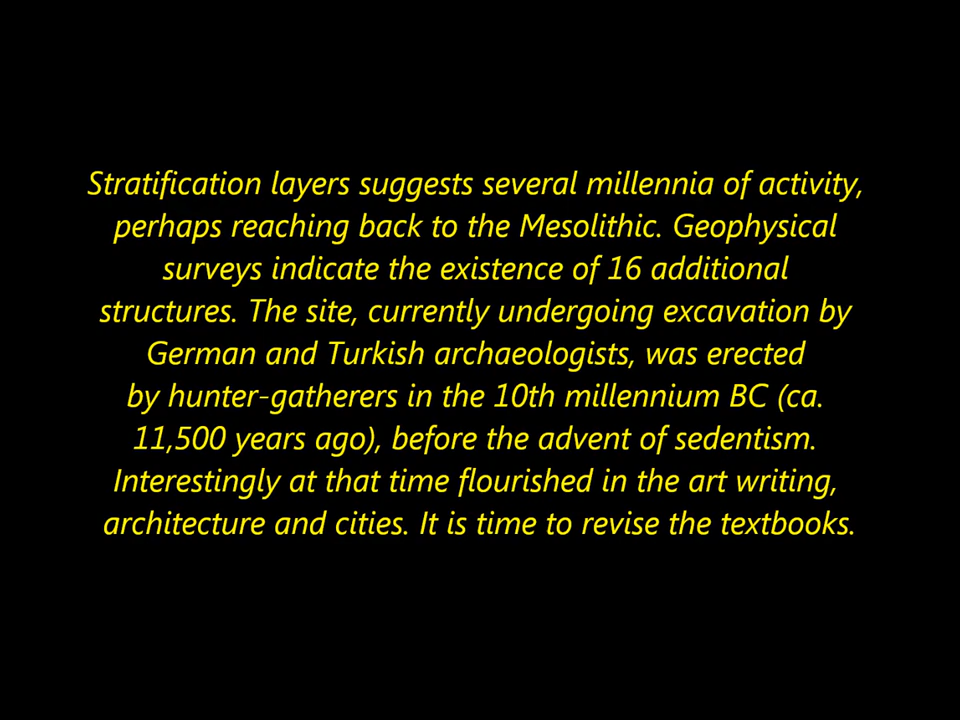 Stratification layers suggests several millennia of activity,
perhaps reaching back to the Mesolithic. Geophysical
surveys indicate the existence of 16 additional
structures. The site, currently undergoing excavation by
German and Turkish archaeologists, was erected
by hunter-gatherers in the 10th millennium BC (ca.
11,500 years ago), before the advent of sedentism.
Interestingly at that time flourished in the art writing,
architecture and cities. It is time to revise the textbooks.